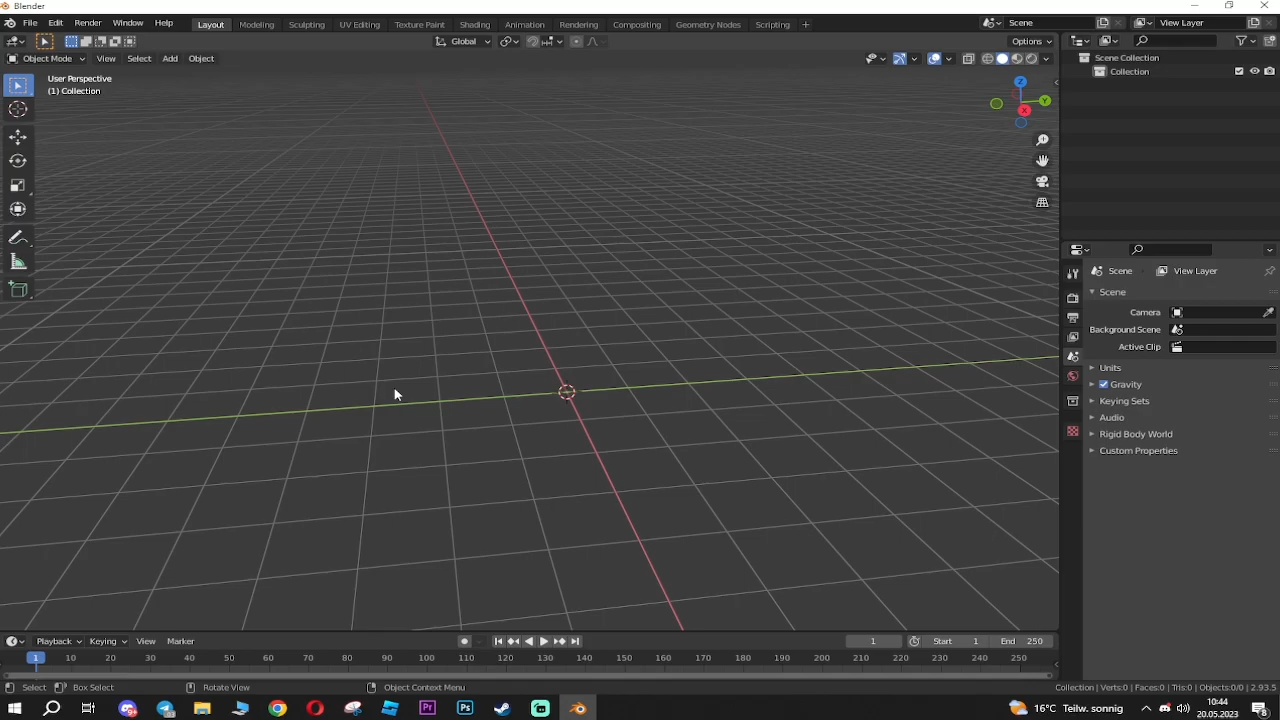 Blender
File Edit Render Window Help Layout Modeling Sculpting UV Editing Texture Paint Shading Animation Rendering Compositing Geometry Nodes Scripting + Scene View Layer
Global Options
Object Mode View Select Add Object
User Perspective
(1) Collection
Z
Y
X
Scene Collection
Collection
Scene View Layer
Scene
Camera
Background Scene
Active Clip
Units
Gravity
Keying Sets
Audio
Rigid Body World
Custom Properties
Playback Keying View Marker 1 Start 1 End 250
1 10 20 30 40 50 60 70 80 90 100 110 120 130 140 150 160 170 180 190 200 210 220 230 240 250
Select Box Select Rotate View Object Context Menu Collection | Verts:0 | Faces:0 | Tris:0 | Objects:0/0 | 2.93.5
Pr Ps 16°C Teilw. sonnig 10:44
20.05.2023